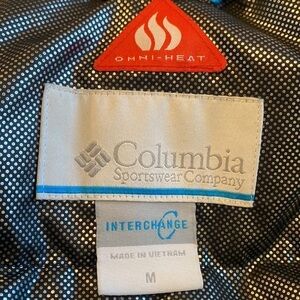 OMNI-HEAT
Columbia
Sportswear Company
INTERCHANGE
MADE IN VIETNAM
M